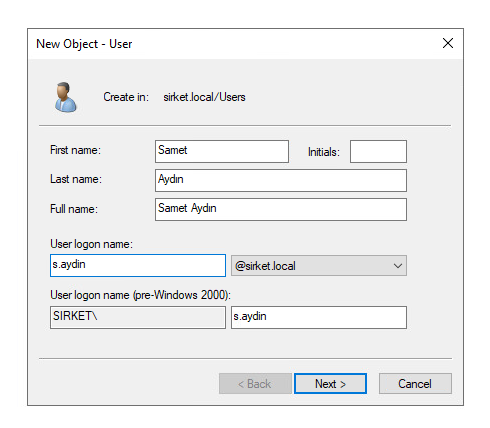 New Object - User
Create in: sirket.local/Users
First name: Samet Initials:
Last name: Aydın
Full name: Samet Aydın
User logon name:
s.aydin @sirket.local
User logon name (pre-Windows 2000):
SIRKET\ s.aydin
< Back Next > Cancel